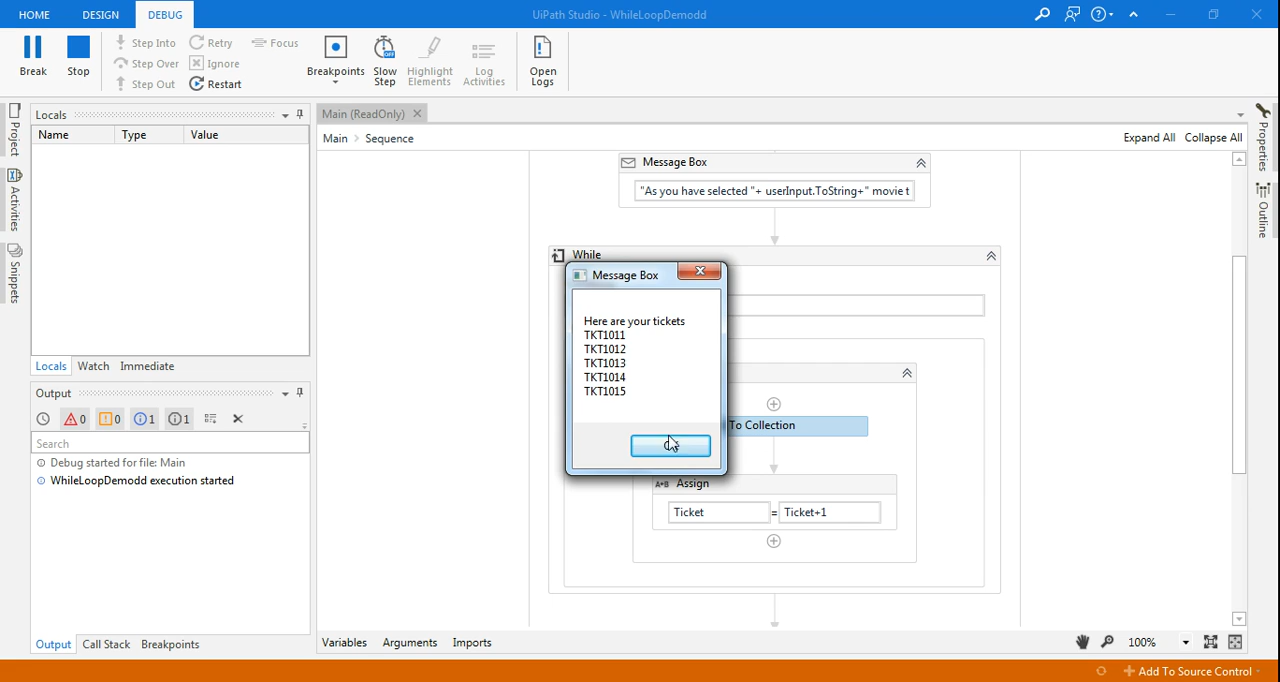 HOME DESIGN DEBUG UiPath Studio - WhileLoopDemodd
Break
Stop
Step Into
Step Over
Step Out
Retry
Ignore
Restart
Focus
Breakpoints
Slow Step
Highlight Elements
Log Activities
Open Logs
Project
Activities
Snippets
Locals
Name Type Value
Locals Watch Immediate
Output
0 0 1 1
Search
Debug started for file: Main
WhileLoopDemodd execution started
Output Call Stack Breakpoints
Main (ReadOnly)
Main > Sequence
Expand All Collapse All
Message Box
"As you have selected "+ userInput.ToString+" movie t
While
Message Box
Here are your tickets
TKT1011
TKT1012
TKT1013
TKT1014
TKT1015
To Collection
A+B Assign
Ticket = Ticket+1
Variables Arguments Imports
100%
Properties
Outline
Add To Source Control